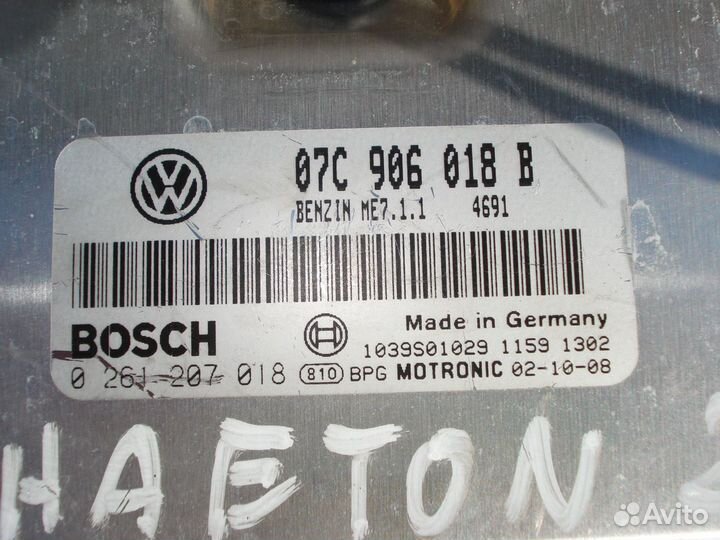 07C 906 018 B
BENZIN ME7.1.1 4691
BOSCH
Made in Germany
1039S01029 1159 1302
0 261 207 018 810 BPG MOTRONIC 02-10-08
HAETON
Avito